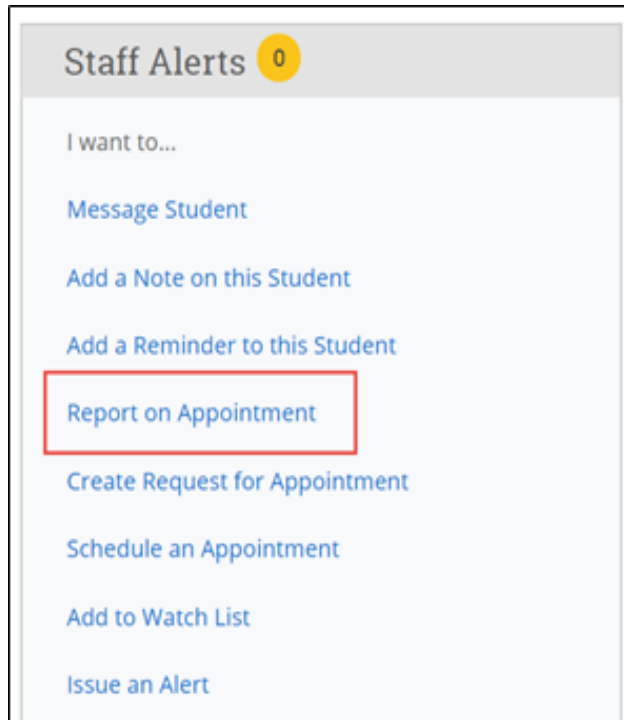 Staff Alerts 0
I want to...
Message Student
Add a Note on this Student
Add a Reminder to this Student
Report on Appointment
Create Request for Appointment
Schedule an Appointment
Add to Watch List
Issue an Alert